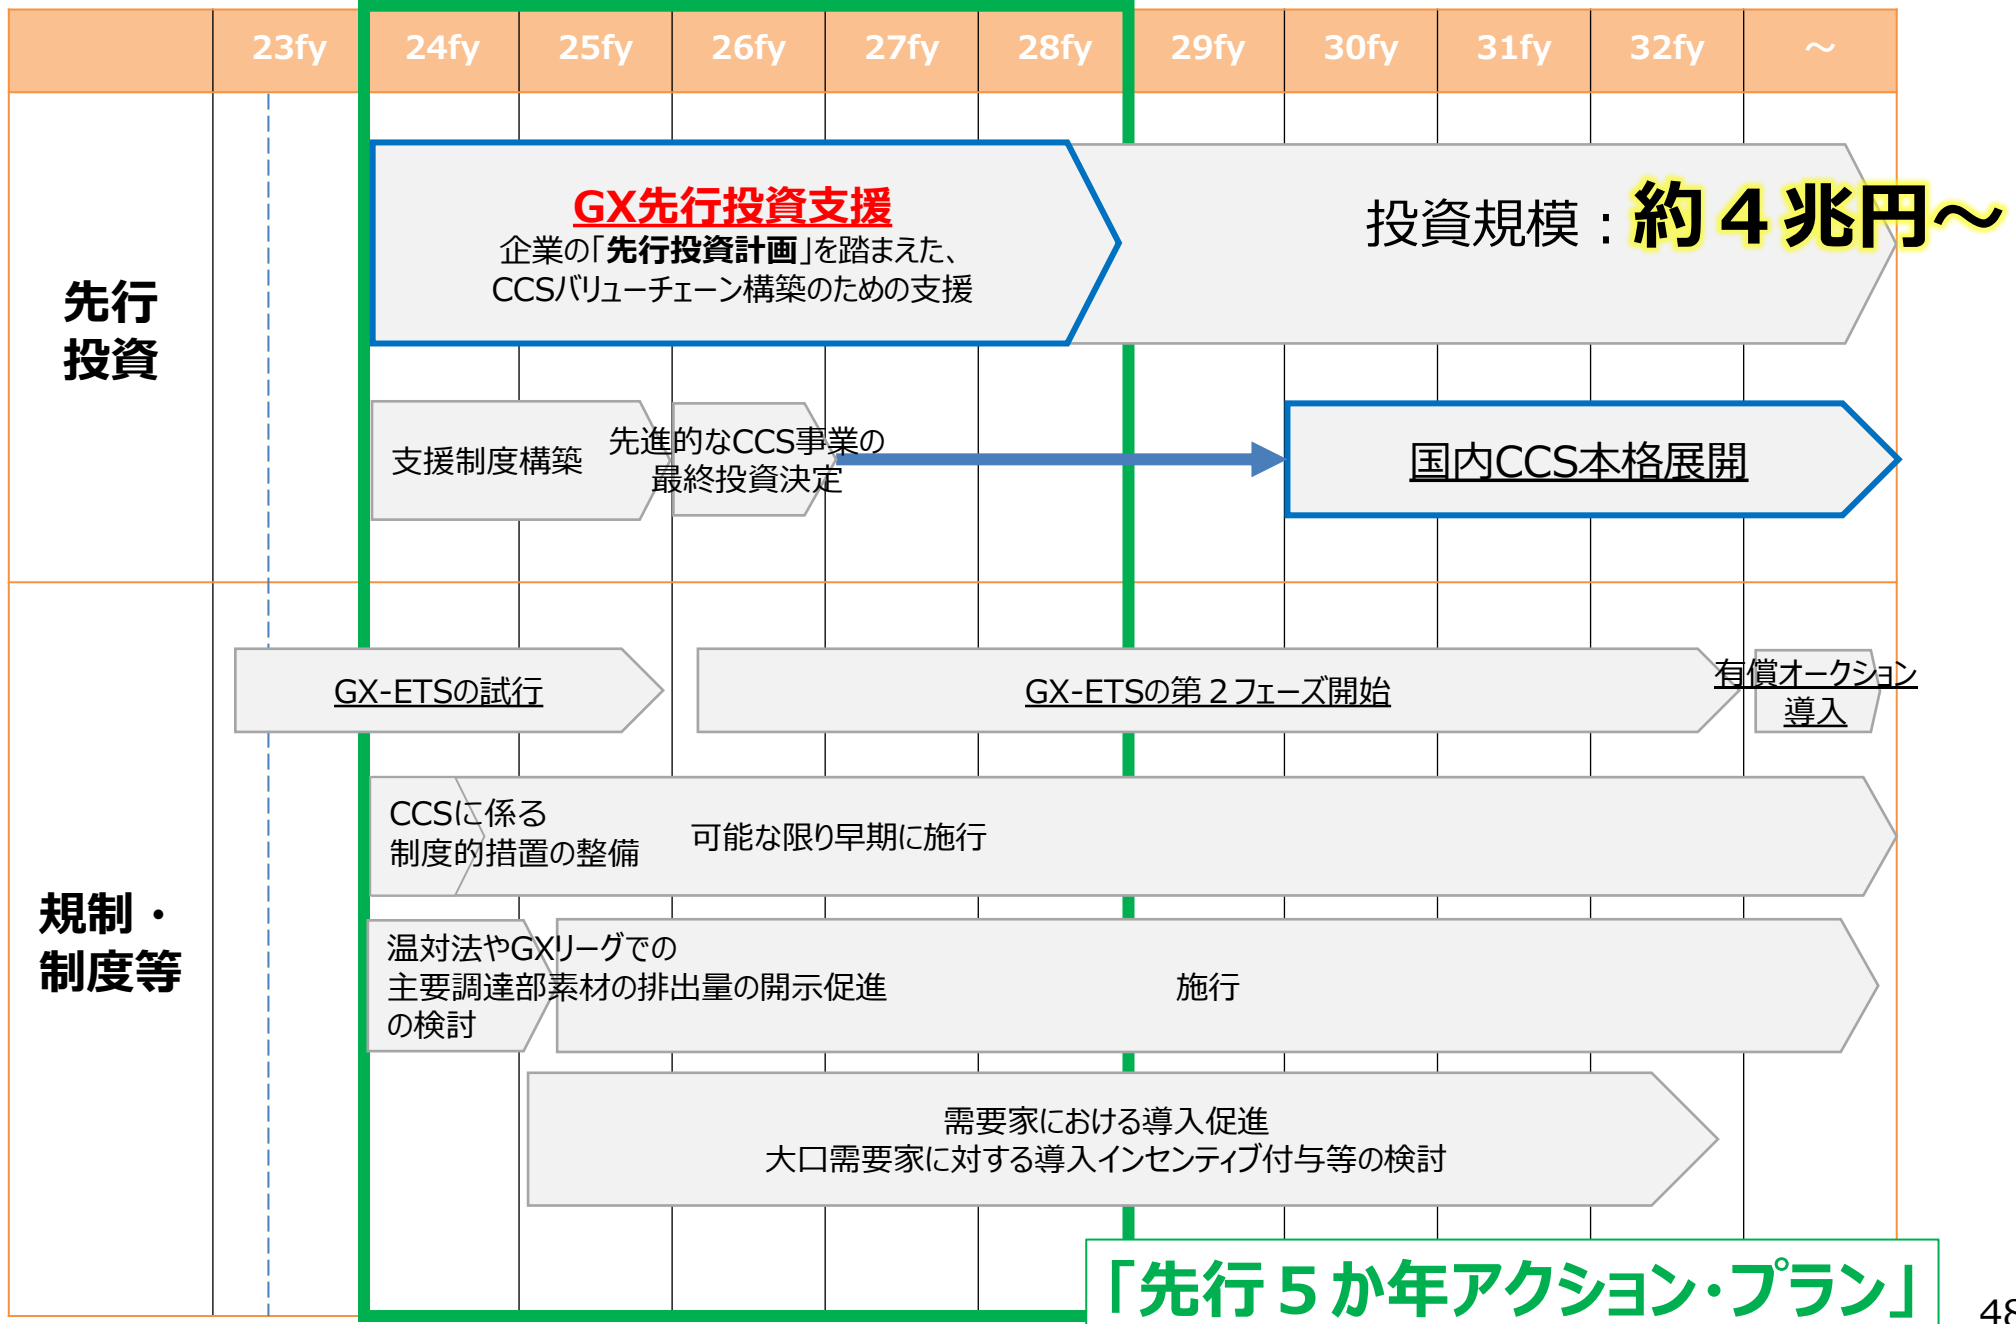 23fy 24fy 25fy 26fy 27fy 28fy 29fy 30fy 31fy 32fy ～
先行
投資
GX先行投資支援
企業の「先行投資計画」を踏まえた、
CCSバリューチェーン構築のための支援
投資規模：約４兆円～
支援制度構築
先進的なCCS事業の
最終投資決定
国内CCS本格展開
規制・
制度等
GX-ETSの試行
GX-ETSの第２フェーズ開始
有償オークション
導入
CCSに係る
制度的措置の整備
可能な限り早期に施行
温対法やGXリーグでの
主要調達部素材の排出量の開示促進
の検討
施行
需要家における導入促進
大口需要家に対する導入インセンティブ付与等の検討
「先行５か年アクション・プラン」
48